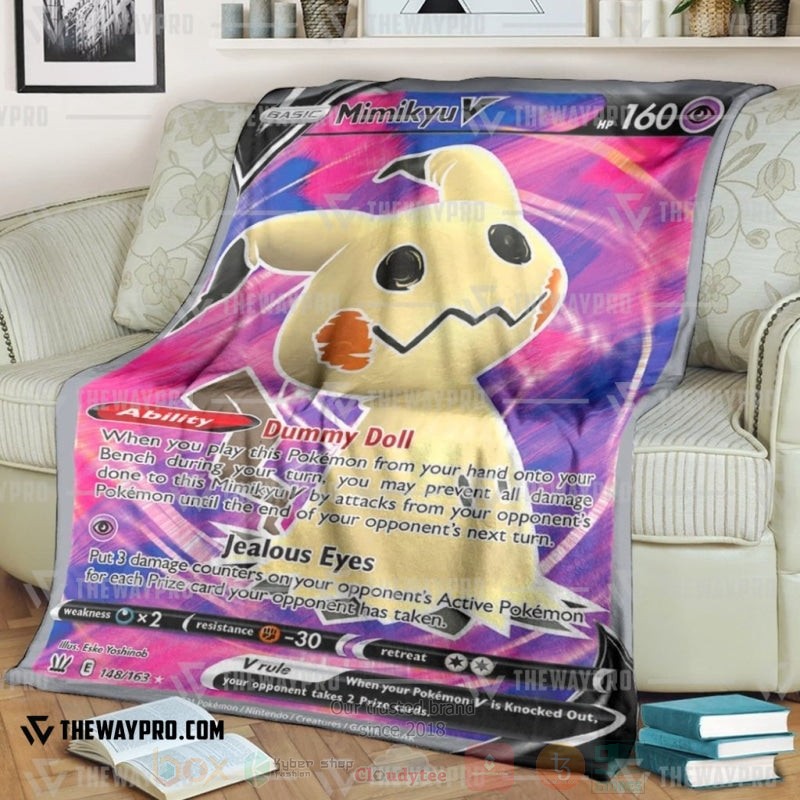 THEWAYPRO
BASIC Mimikyu V HP 160
Ability Dummy Doll
When you play this Pokémon from your hand onto your
Bench during your turn, you may prevent all damage
done to this Mimikyu V by attacks from your opponent's
Pokémon until the end of your opponent's next turn.
Jealous Eyes
Put 3 damage counters on your opponent's Active Pokémon
for each Prize card your opponent has taken.
weakness ×2 resistance -30 retreat
Illus. Eske Yoshinob
E 148/163
V rule When your Pokémon V is Knocked Out,
your opponent takes 2 Prize cards.
Pokémon / Nintendo / Creatures /
Our trusted brand
since 2018
THEWAYPRO.COM
box
Kyber shop
fashion
Cloudytee